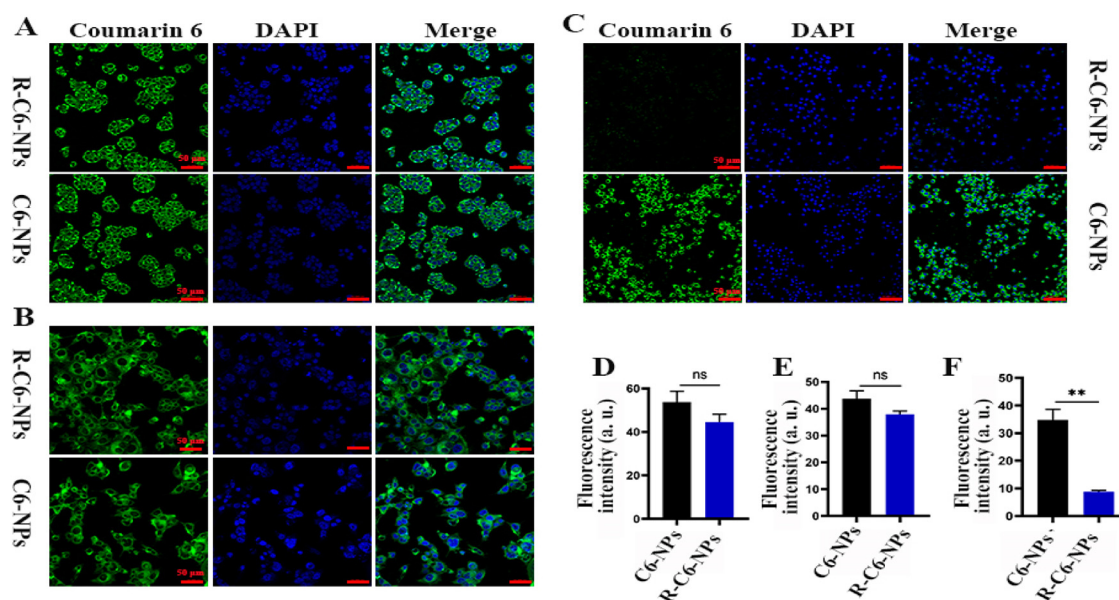 A
Coumarin 6
DAPI
Merge
R-C6-NPs
50 µm
C6-NPs
50 µm
B
R-C6-NPs
50 µm
C6-NPs
50 µm
C
Coumarin 6
DAPI
Merge
R-C6-NPs
50 µm
C6-NPs
50 µm
D
Fluorescence
intensity (a. u.)
60
40
20
0
ns
C6-NPs
R-C6-NPs
E
Fluorescence
intensity (a. u.)
50
40
30
20
10
0
ns
C6-NPs
R-C6-NPs
F
Fluorescence
intensity (a. u.)
50
40
30
20
10
0
**
C6-NPs·
R-C6-NPs